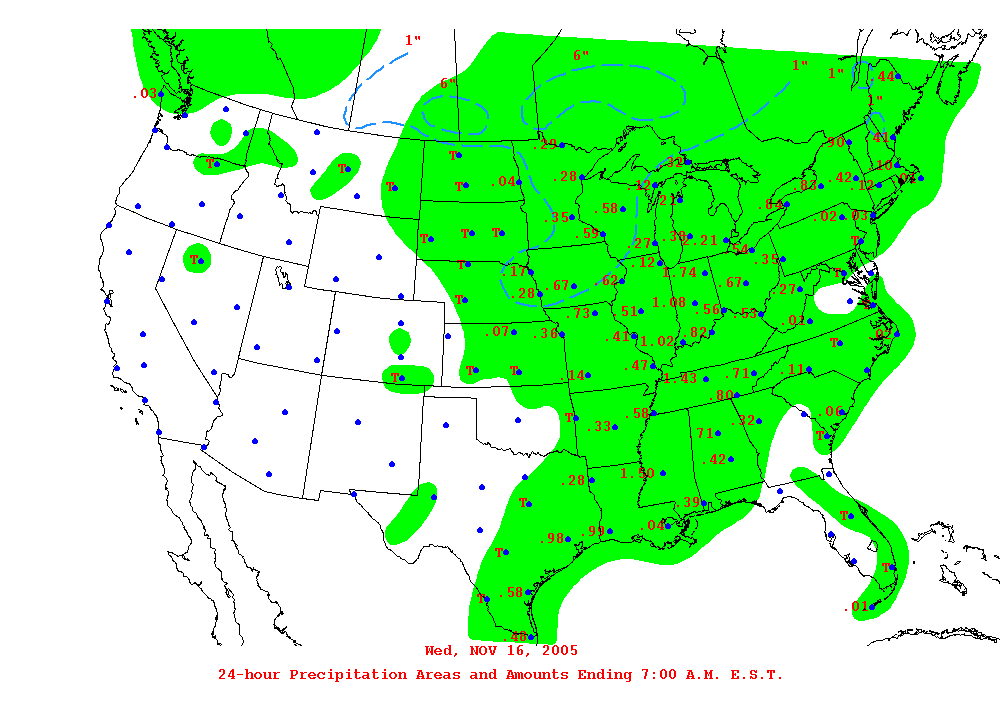 1"
6"
6"
1"
1"
.44
.03
1"
.29
.90
.41
T
T
T
.32
.10
T
T
.04
.28
.12
.83
.42
.12
.21
.35
.58
.84
.02
.03
T
T
T
.59
.27
.39
2.21
.54
T
T
T
.17
.12
1.74
.35
T
.28
.67
.62
.67
.27
T
1.08
.07
.73
.51
.56
.53
.01
.36
.41
1.02
.82
.02
T
T
T
T
.14
.47
1.43
.71
.11
.80
T
.33
.58
.32
.06
.71
T
.28
1.50
.42
T
.39
T
.98
.99
.04
T
T
T
.58
.01
.46
Wed, NOV 16, 2005
24-hour Precipitation Areas and Amounts Ending 7:00 A.M. E.S.T.